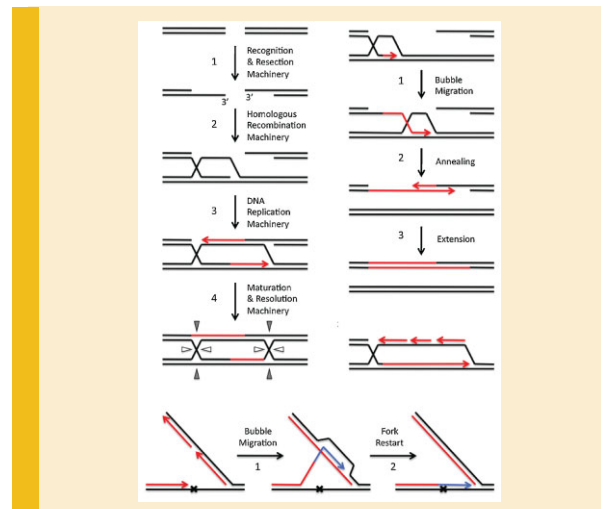 1
Recognition
& Resection
Machinery
3' 3'
2
Homologous
Recombination
Machinery
3
DNA
Replication
Machinery
4
Maturation
& Resolution
Machinery
1
Bubble
Migration
2
Annealing
3
Extension
Bubble
Migration
1
Fork
Restart
2